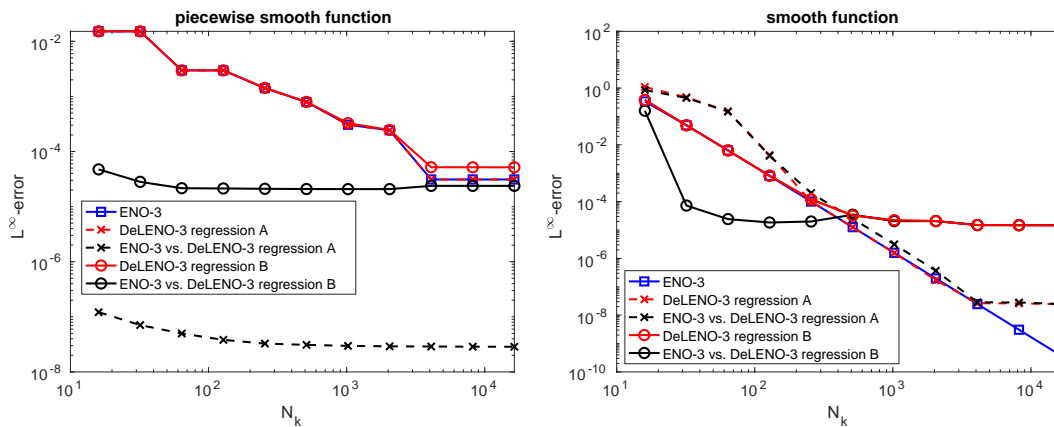 piecewise smooth function
10^-2
10^-4
10^-6
10^-8
L^∞-error
ENO-3
DeLENO-3 regression A
ENO-3 vs. DeLENO-3 regression A
DeLENO-3 regression B
ENO-3 vs. DeLENO-3 regression B
10^1
10^2
10^3
10^4
N_k
smooth function
10^2
10^0
10^-2
10^-4
10^-6
10^-8
10^-10
L^∞-error
ENO-3
DeLENO-3 regression A
ENO-3 vs. DeLENO-3 regression A
DeLENO-3 regression B
ENO-3 vs. DeLENO-3 regression B
10^1
10^2
10^3
10^4
N_k